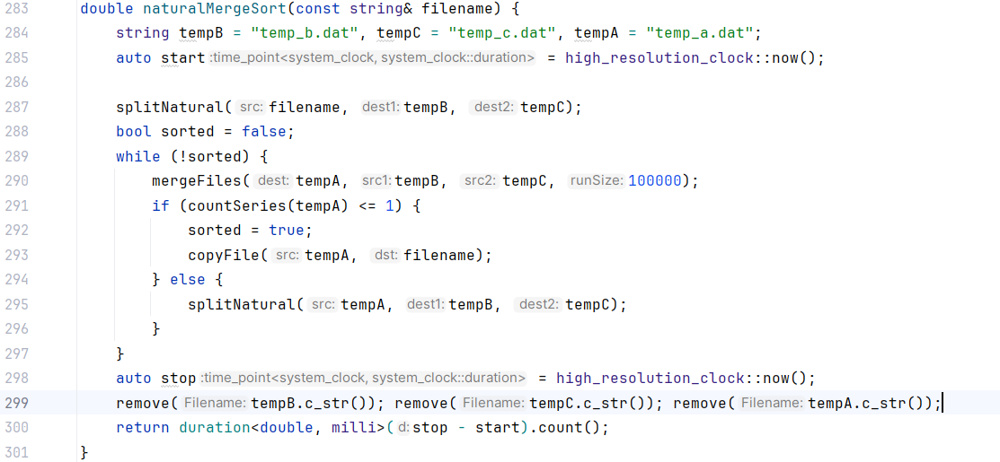 283 double naturalMergeSort(const string& filename) {
284 string tempB = "temp_b.dat", tempC = "temp_c.dat", tempA = "temp_a.dat";
285 auto start :time_point<system_clock, system_clock::duration> = high_resolution_clock::now();
286
287 splitNatural( src: filename, dest1: tempB, dest2: tempC);
288 bool sorted = false;
289 while (!sorted) {
290 mergeFiles( dest: tempA, src1: tempB, src2: tempC, runSize: 100000);
291 if (countSeries(tempA) <= 1) {
292 sorted = true;
293 copyFile( src: tempA, dst: filename);
294 } else {
295 splitNatural( src: tempA, dest1: tempB, dest2: tempC);
296 }
297 }
298 auto stop :time_point<system_clock, system_clock::duration> = high_resolution_clock::now();
299 remove( Filename: tempB.c_str()); remove( Filename: tempC.c_str()); remove( Filename: tempA.c_str());
300 return duration<double, milli>( d: stop - start).count();
301 }